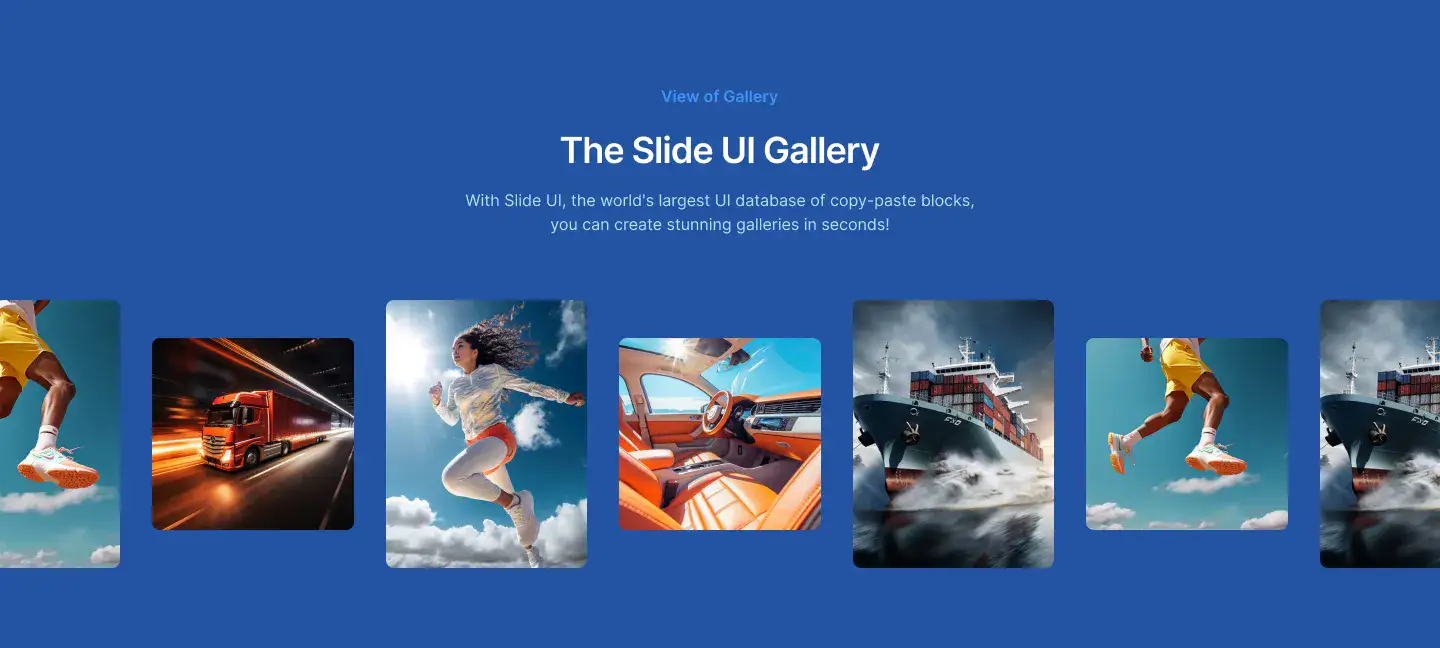 View of Gallery
The Slide UI Gallery
With Slide UI, the world's largest UI database of copy-paste blocks,
you can create stunning galleries in seconds!